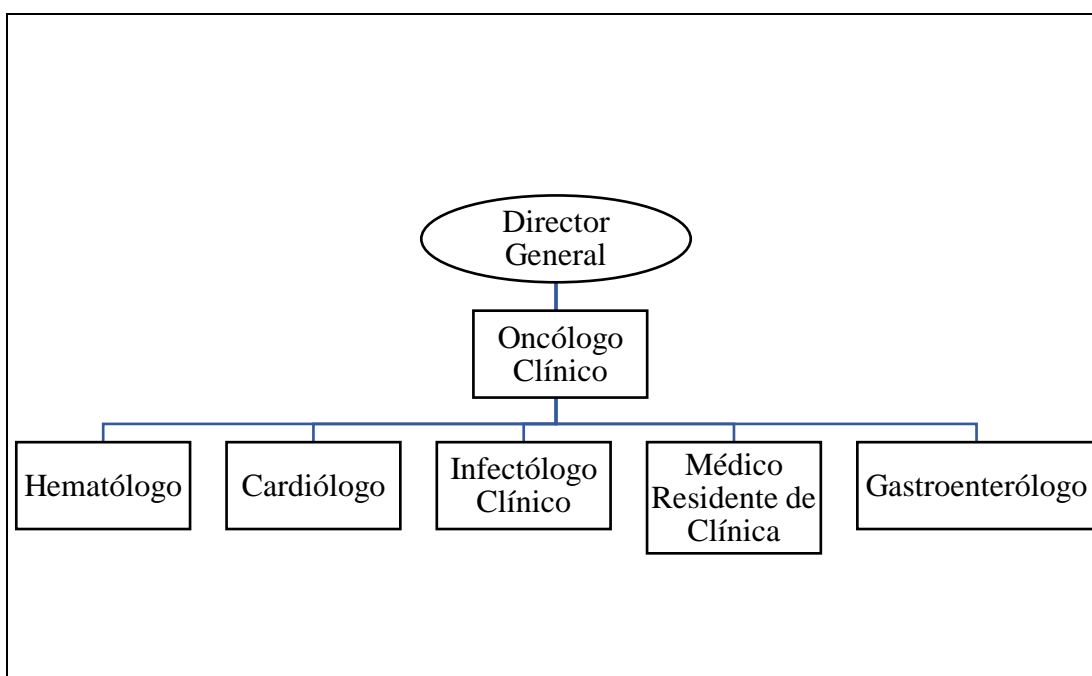 Director
General
Oncólogo
Clínico
Hematólogo
Cardiólogo
Infectólogo
Clínico
Médico
Residente de
Clínica
Gastroenterólogo